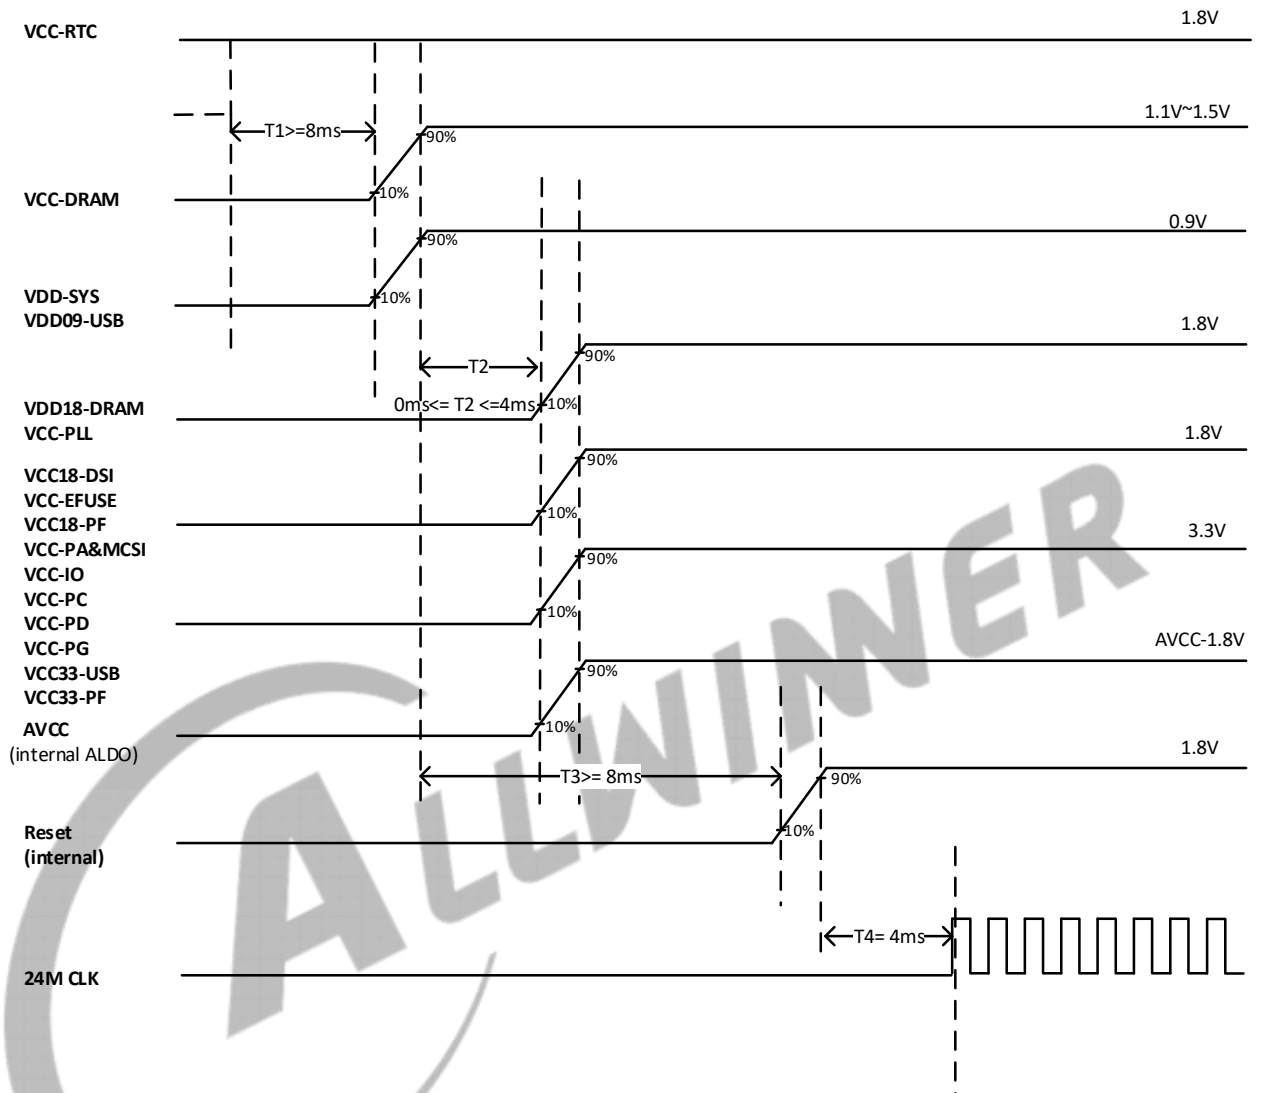 VCC-RTC
1.8V
1.1V~1.5V
T1>=8ms
90%
10%
VCC-DRAM
0.9V
90%
10%
VDD-SYS
VDD09-USB
1.8V
90%
T2
0ms<= T2 <=4ms
10%
VDD18-DRAM
VCC-PLL
1.8V
90%
VCC18-DSI
VCC-EFUSE
10%
VCC18-PF
3.3V
VCC-PA&MCSI
90%
VCC-IO
VCC-PC
10%
VCC-PD
VCC-PG
AVCC-1.8V
VCC33-USB
90%
VCC33-PF
AVCC
10%
(internal ALDO)
1.8V
T3>= 8ms
90%
Reset
10%
(internal)
T4= 4ms
24M CLK
ALLWINNER